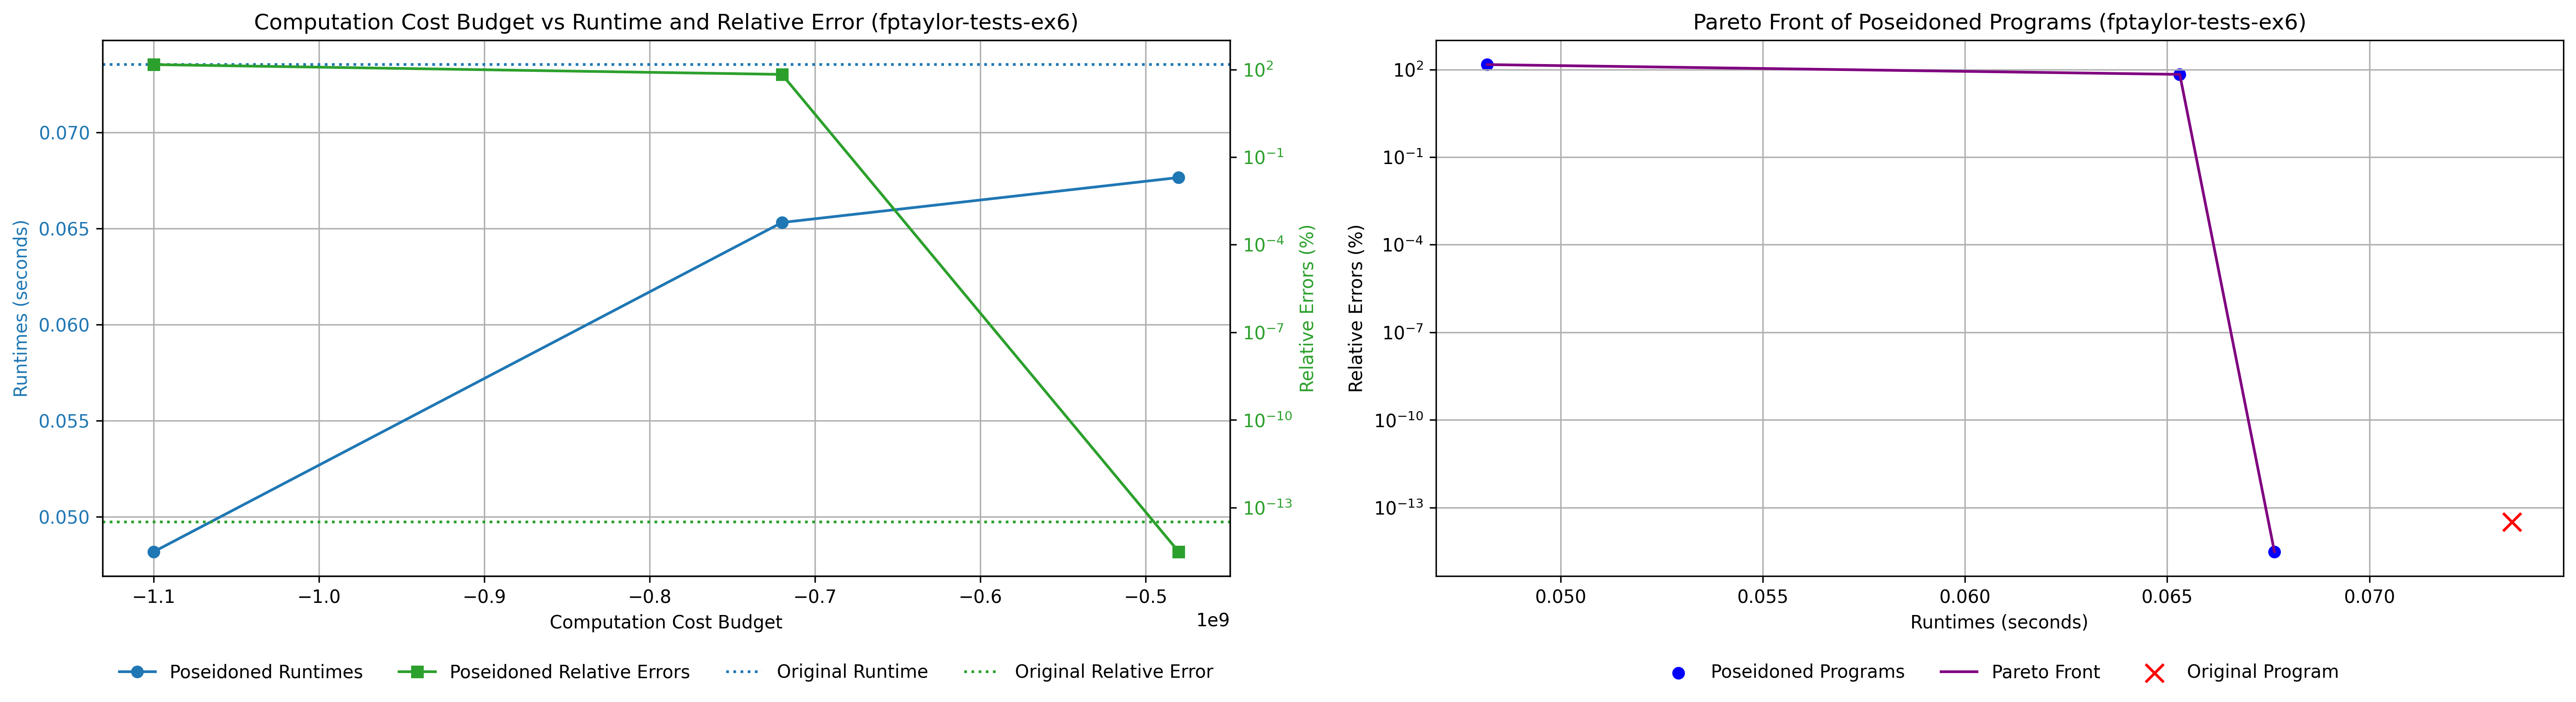 Computation Cost Budget vs Runtime and Relative Error (fptaylor-tests-ex6)
Runtimes (seconds)
0.070
0.065
0.060
0.055
0.050
10²
10⁻¹
10⁻⁴
10⁻⁷
10⁻¹⁰
10⁻¹³
Relative Errors (%)
−1.1 −1.0 −0.9 −0.8 −0.7 −0.6 −0.5
1e9
Computation Cost Budget
Poseidoned Runtimes Poseidoned Relative Errors Original Runtime Original Relative Error
Pareto Front of Poseidoned Programs (fptaylor-tests-ex6)
Relative Errors (%)
10²
10⁻¹
10⁻⁴
10⁻⁷
10⁻¹⁰
10⁻¹³
0.050 0.055 0.060 0.065 0.070
Runtimes (seconds)
Poseidoned Programs Pareto Front Original Program